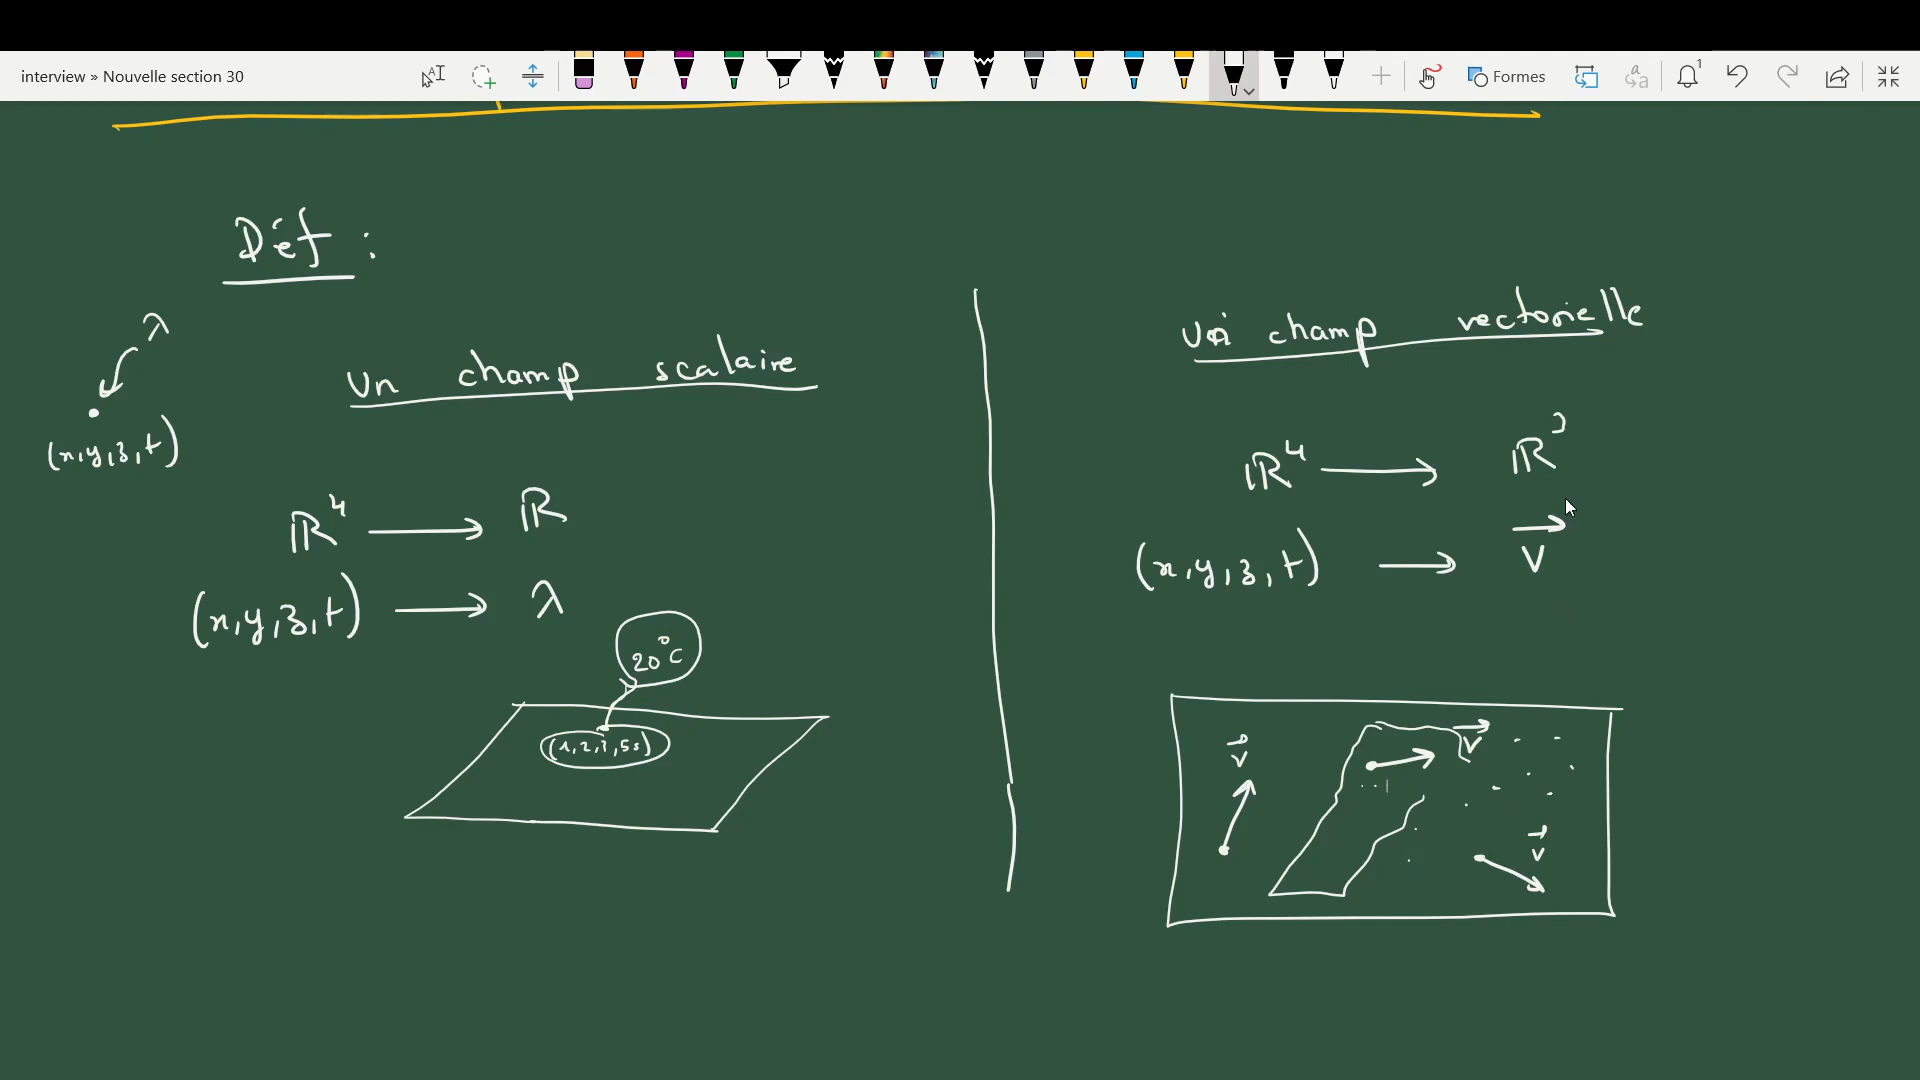 interview » Nouvelle section 30
Formes
1
Déf :
λ
(x,y,z,t)
Un champ scalaire
ℝ⁴ ⟶ ℝ
(x,y,z,t) ⟶ λ
20°C
(1,2,3,5s)
Un champ vectorielle
ℝ⁴ ⟶ ℝ³
(x,y,z,t) ⟶ V⃗
v⃗
V⃗
v⃗